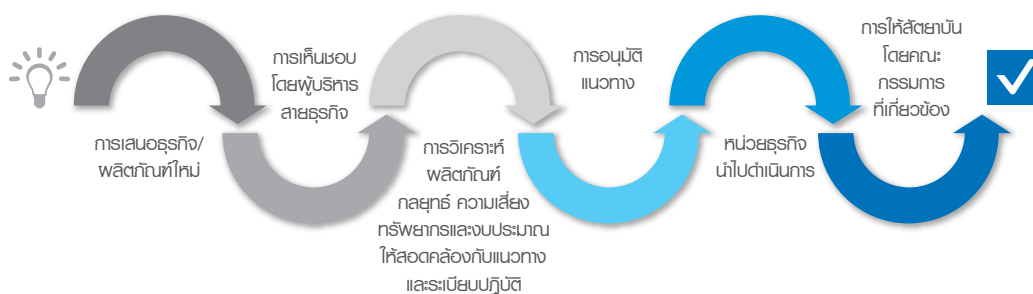 การเสนอธุรกิจ/
ผลิตภัณฑ์ใหม่
การเห็นชอบ
โดยผู้บริหาร
สายธุรกิจ
การวิเคราะห์
ผลิตภัณฑ์
กลยุทธ์ ความเสี่ยง
ทรัพยากรและงบประมาณ
ให้สอดคล้องกับแนวทาง
และระเบียบปฏิบัติ
การอนุมัติ
แนวทาง
หน่วยธุรกิจ
นำไปดำเนินการ
การให้สัตยาบัน
โดยคณะ
กรรมการ
ที่เกี่ยวข้อง